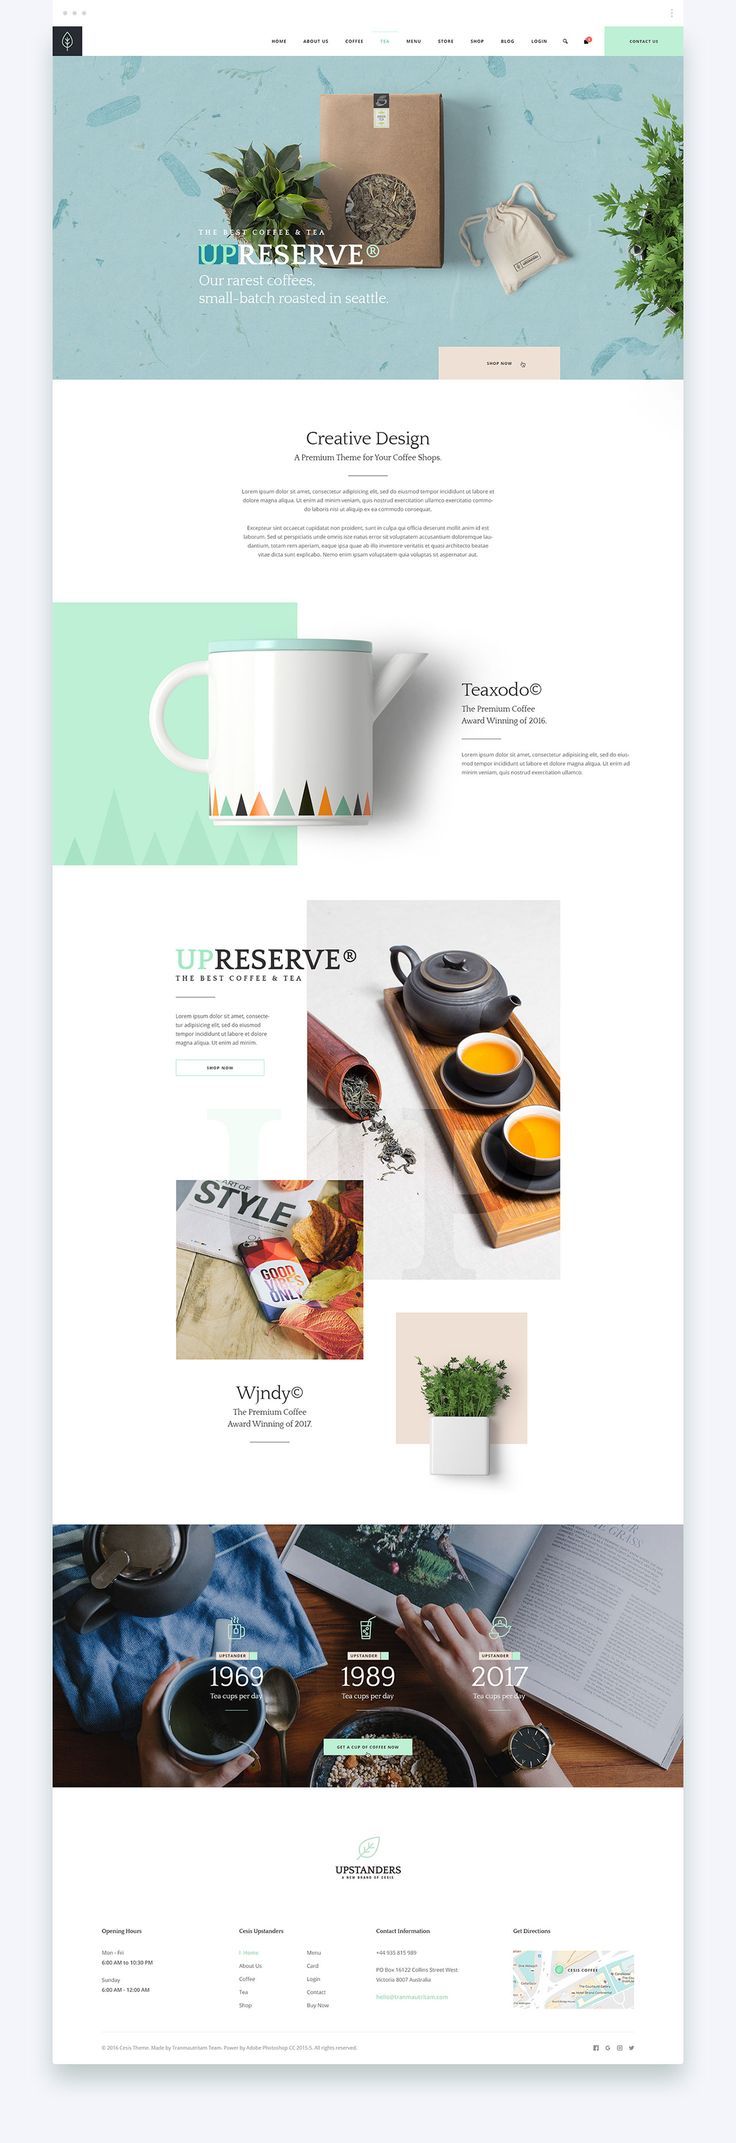 HOME ABOUT US COFFEE TEA MENU STORE SHOP BLOG LOGIN CONTACT US
THE BEST COFFEE & TEA
UPRESERVE®
Our rarest coffees,
small-batch roasted in seattle.
SHOP NOW
Creative Design
A Premium Theme for Your Coffee Shops.
Lorem ipsum dolor sit amet, consectetur adipisicing elit, sed do eiusmod tempor incididunt ut labore et
dolore magna aliqua. Ut enim ad minim veniam, quis nostrud exercitation ullamco exercitatio commo-
do laboris nisi ut aliquip ex ea commodo consequat.
Excepteur sint occaecat cupidatat non proident, sunt in culpa qui officia deserunt mollit anim id est
laborum. Sed ut perspiciatis unde omnis iste natus error sit voluptatem accusantium doloremque lau-
dantium, totam rem aperiam, eaque ipsa quae ab illo inventore veritatis et quasi architecto beatae
vitae dicta sunt explicabo. Nemo enim ipsam voluptatem quia voluptas sit aspernatur aut.
Teaxodo©
The Premium Coffee
Award Winning of 2016.
Lorem ipsum dolor sit amet, consectetur adipisicing elit, sed do eius-
mod tempor incididunt ut labore et dolore magna aliqua. Ut enim ad
minim veniam, quis nostrud exercitation ullamco.
UPRESERVE®
THE BEST COFFEE & TEA
Lorem ipsum dolor sit amet, consecte-
tur adipisicing elit, sed do eiusmod
tempor incididunt ut labore et dolore
magna aliqua. Ut enim ad minim.
SHOP NOW
UP
ART OF
STYLE
GOOD
VIBES
ONLY
Wjndy©
The Premium Coffee
Award Winning of 2017.
UPSTANDER UPSTANDER UPSTANDER
1969 1989 2017
Tea cups per day Tea cups per day Tea cups per day
GET A CUP OF COFFEE NOW
UPSTANDERS
A NEW BRAND OF CESIS
Opening Hours
Mon - Fri
6:00 AM to 10:30 PM
Sunday
6:00 AM - 12:00 AM
Cesis Upstanders
Home
About Us
Coffee
Tea
Shop
Menu
Card
Login
Contact
Buy Now
Contact Information
+44 935 815 989
PO Box 16122 Collins Street West
Victoria 8007 Australia
hello@tranmautritam.com
Get Directions
CESIS COFFEE
© 2016 Cesis Theme. Made by Tranmautritam Team. Power by Adobe Photoshop CC 2015.5. All rights reserved.